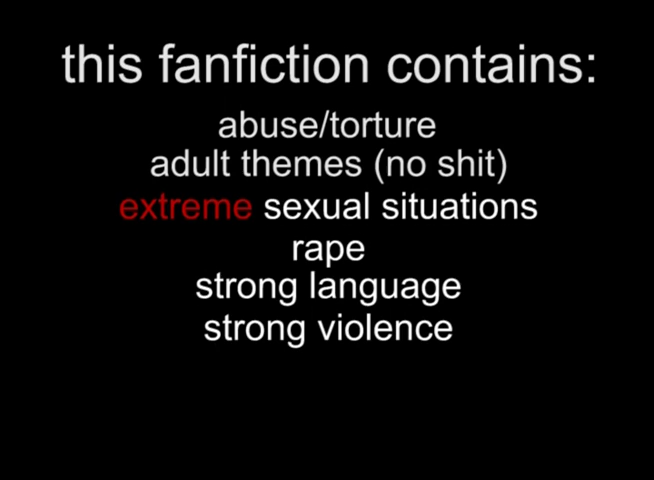 this fanfiction contains:
abuse/torture
adult themes (no shit)
extreme sexual situations
rape
strong language
strong violence